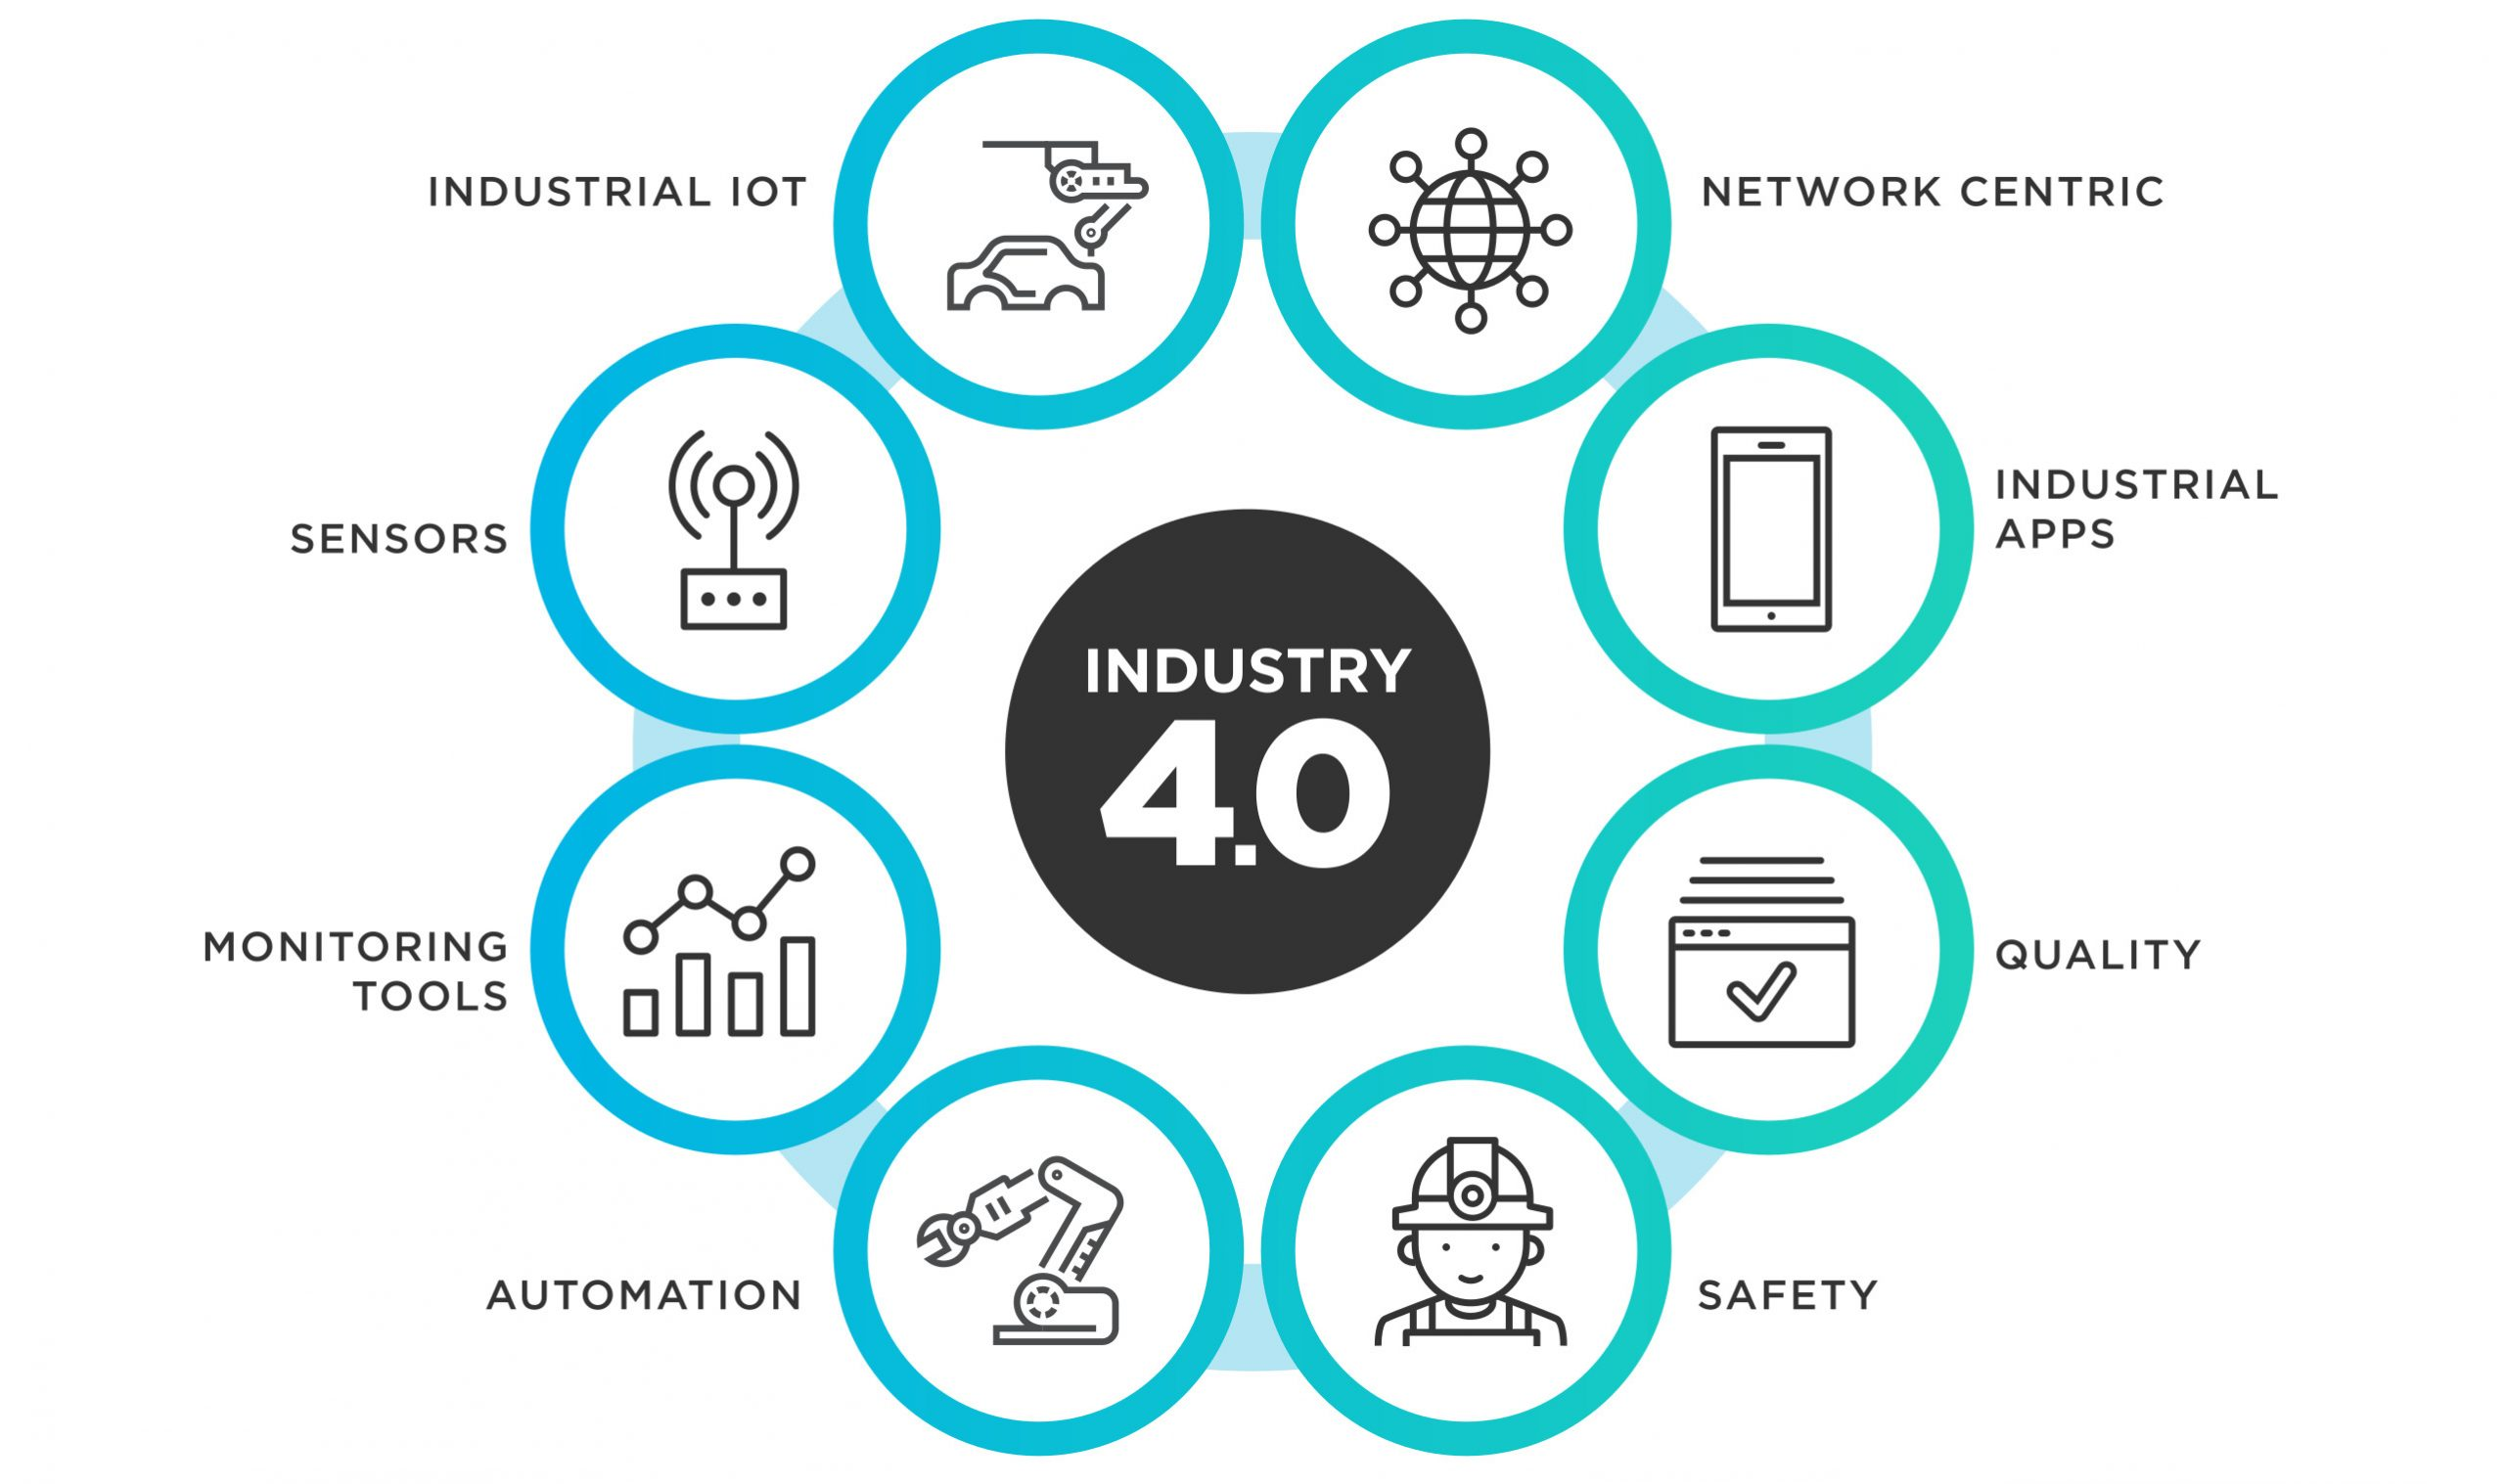 INDUSTRIAL IOT
NETWORK CENTRIC
SENSORS
INDUSTRIAL
APPS
INDUSTRY
4.0
MONITORING
TOOLS
QUALITY
AUTOMATION
SAFETY